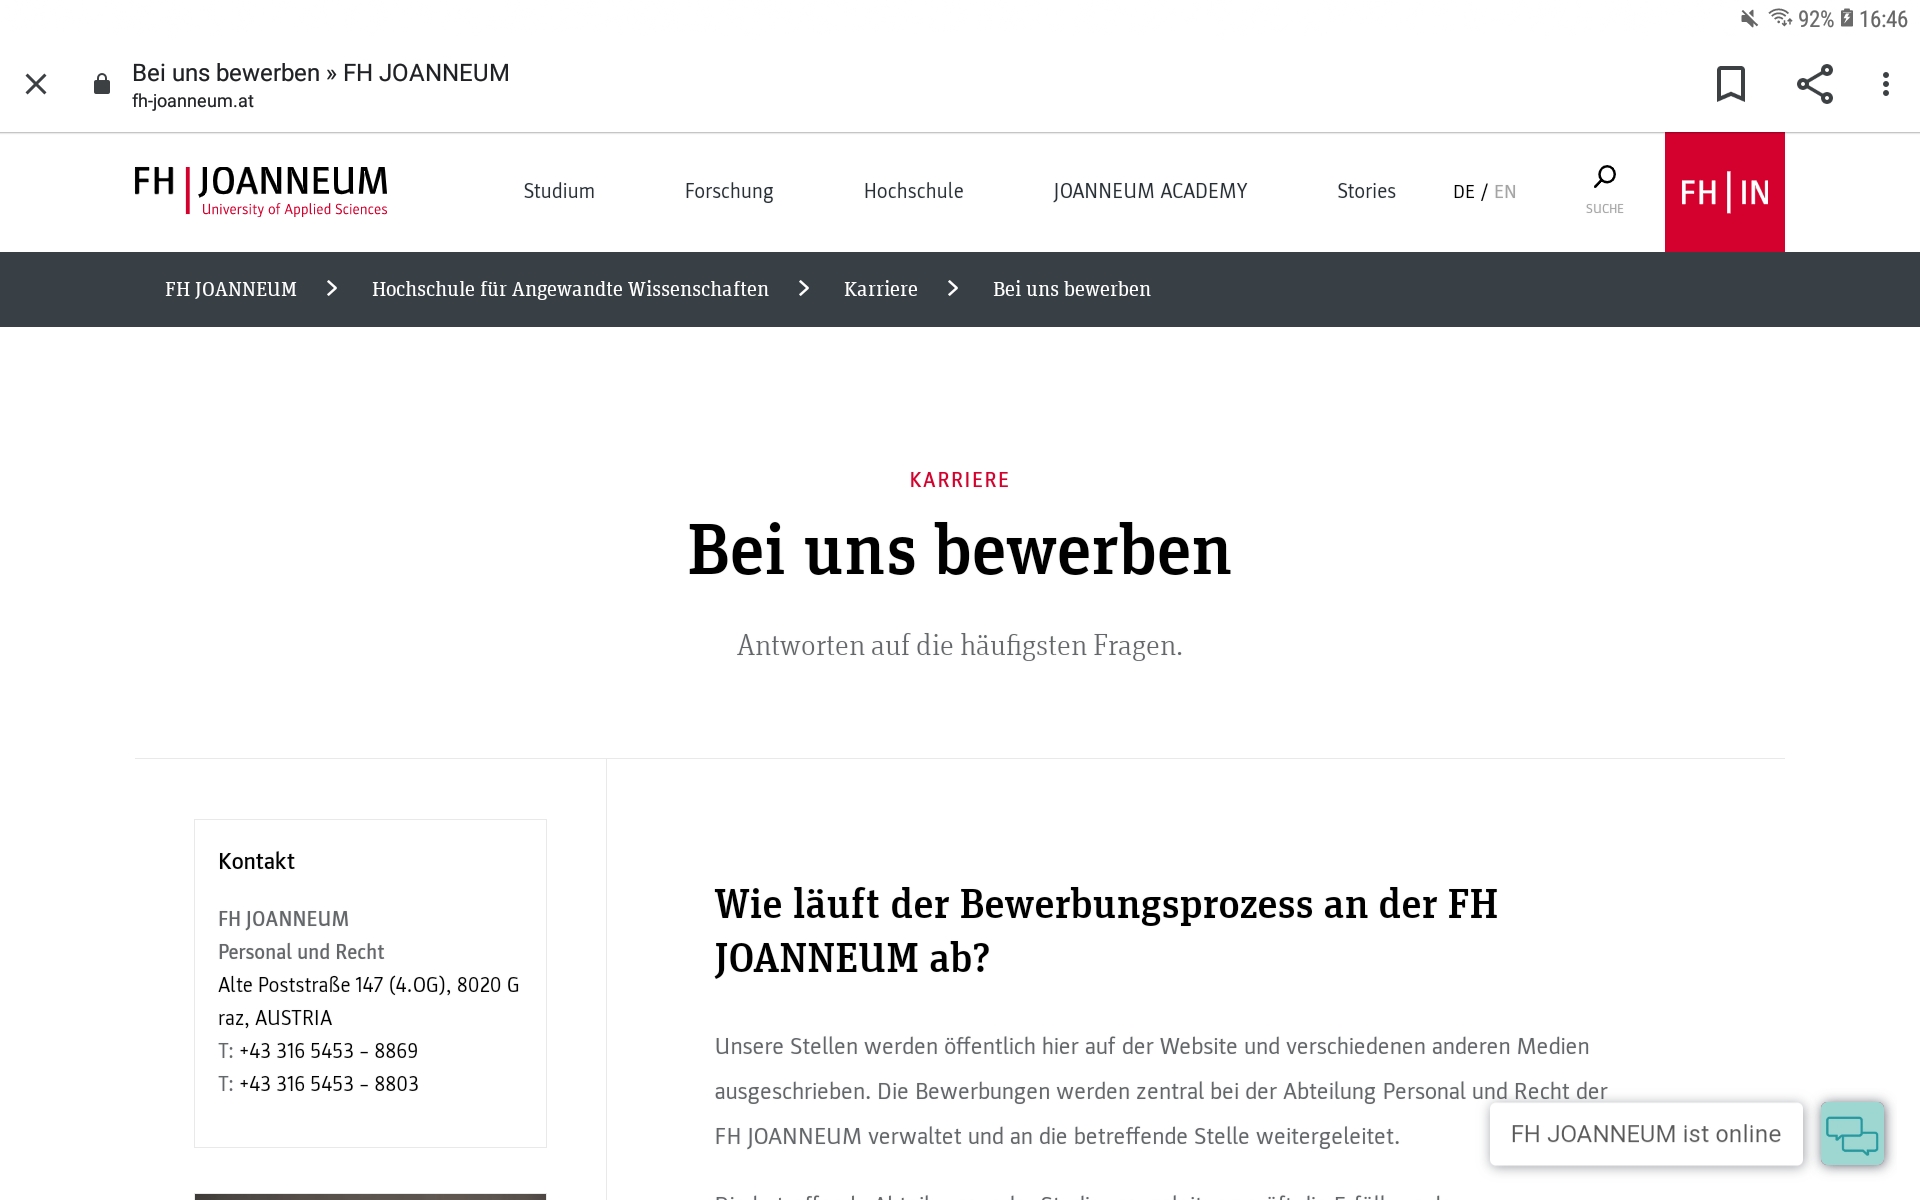 92% 16:46
Bei uns bewerben » FH JOANNEUM
fh-joanneum.at
FH JOANNEUM
University of Applied Sciences
Studium
Forschung
Hochschule
JOANNEUM ACADEMY
Stories
DE / EN
SUCHE
FH IN
FH JOANNEUM
Hochschule für Angewandte Wissenschaften
Karriere
Bei uns bewerben
KARRIERE
Bei uns bewerben
Antworten auf die häufigsten Fragen.
Kontakt
FH JOANNEUM
Personal und Recht
Alte Poststraße 147 (4.OG), 8020 G
raz, AUSTRIA
T: +43 316 5453 – 8869
T: +43 316 5453 – 8803
Wie läuft der Bewerbungsprozess an der FH
JOANNEUM ab?
Unsere Stellen werden öffentlich hier auf der Website und verschiedenen anderen Medien
ausgeschrieben. Die Bewerbungen werden zentral bei der Abteilung Personal und Recht der
FH JOANNEUM verwaltet und an die betreffende Stelle weitergeleitet.
FH JOANNEUM ist online